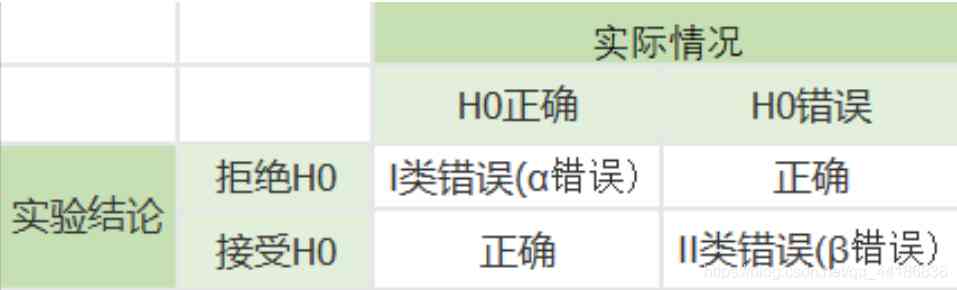 实际情况
H0正确
H0错误
拒绝H0
I类错误(α错误)
正确
实验结论
接受H0
正确
II类错误(β错误)
https://blog.csdn.net/qq_44186838